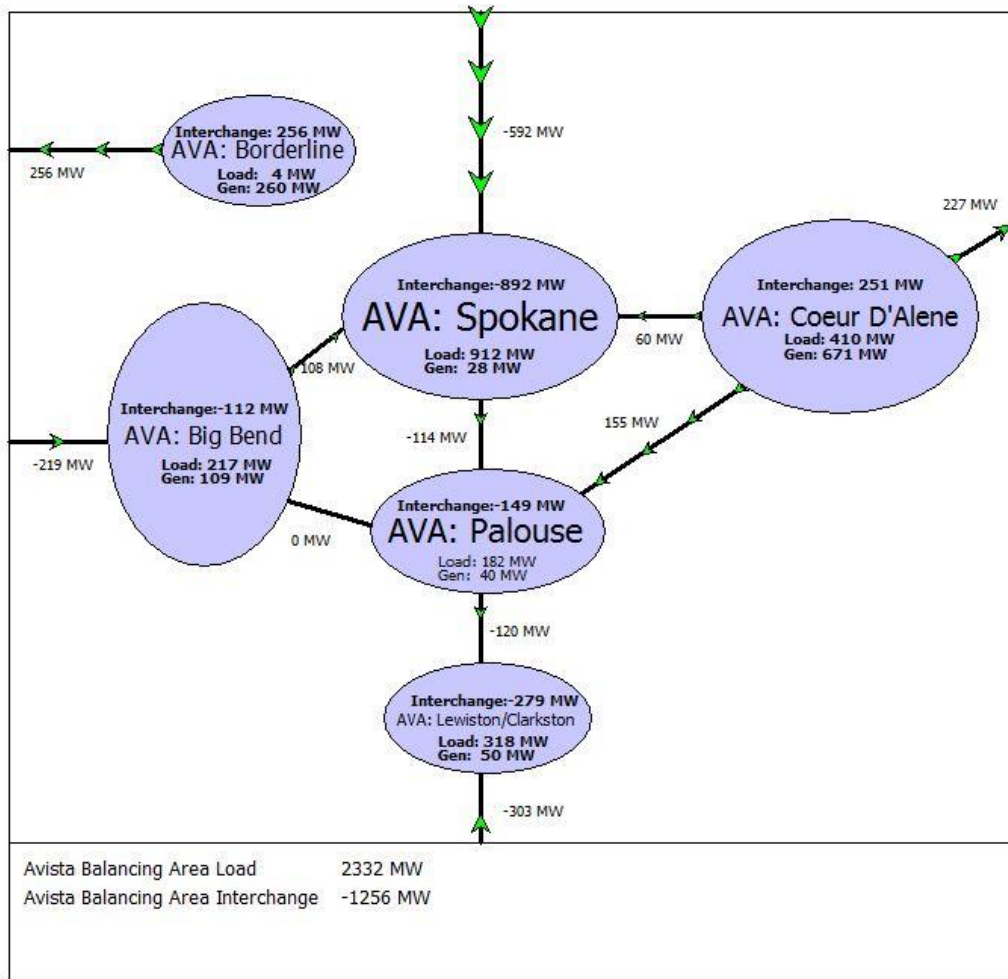 -592 MW
Interchange: 256 MW
AVA: Borderline
Load: 4 MW
Gen: 260 MW
256 MW
227 MW
Interchange:-892 MW
AVA: Spokane
Load: 912 MW
Gen: 28 MW
Interchange: 251 MW
AVA: Coeur D'Alene
Load: 410 MW
Gen: 671 MW
60 MW
108 MW
Interchange:-112 MW
AVA: Big Bend
Load: 217 MW
Gen: 109 MW
-219 MW
-114 MW
155 MW
0 MW
Interchange:-149 MW
AVA: Palouse
Load: 182 MW
Gen: 40 MW
-120 MW
Interchange:-279 MW
AVA: Lewiston/Clarkston
Load: 318 MW
Gen: 50 MW
-303 MW
Avista Balancing Area Load 2332 MW
Avista Balancing Area Interchange -1256 MW